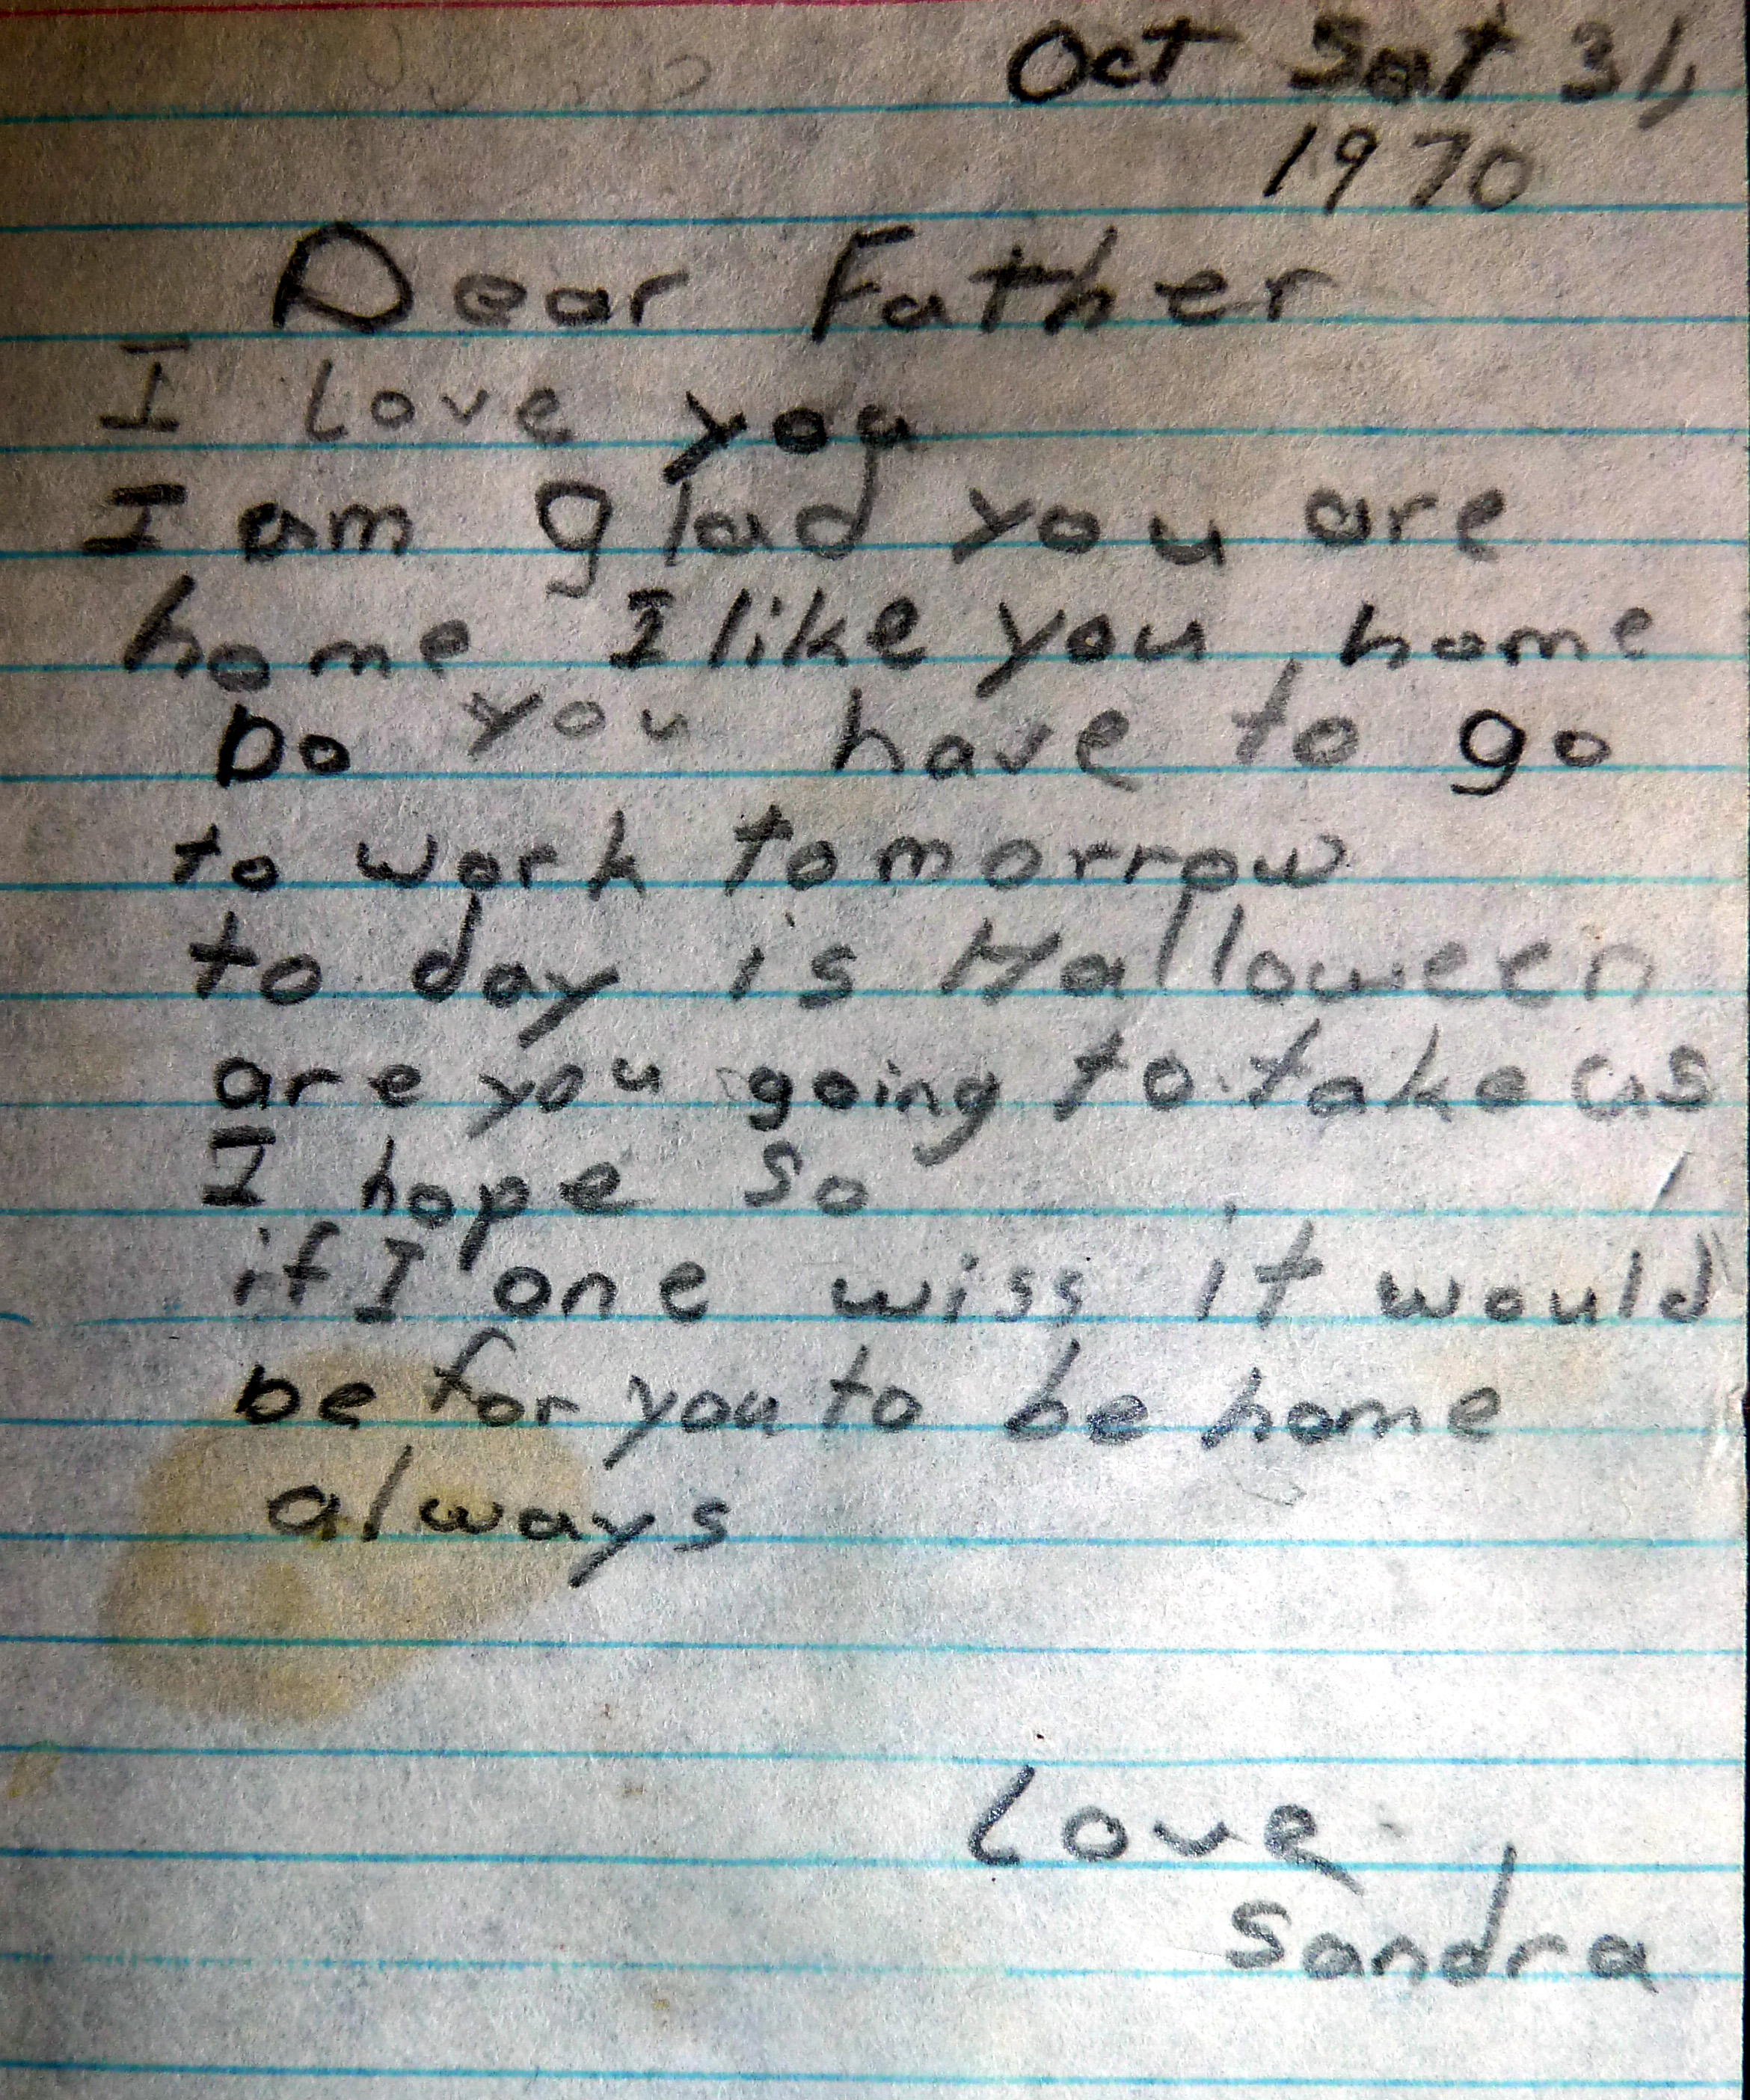 Oct Sat 31,
1970
Dear Father
I Love you
I am glad you are
home I like you home
Do you have to go
to work tomorrow
to day is Halloween
are you going to take us
I hope so
if I one wiss it would
be for you to be home
always
Love
Sandra